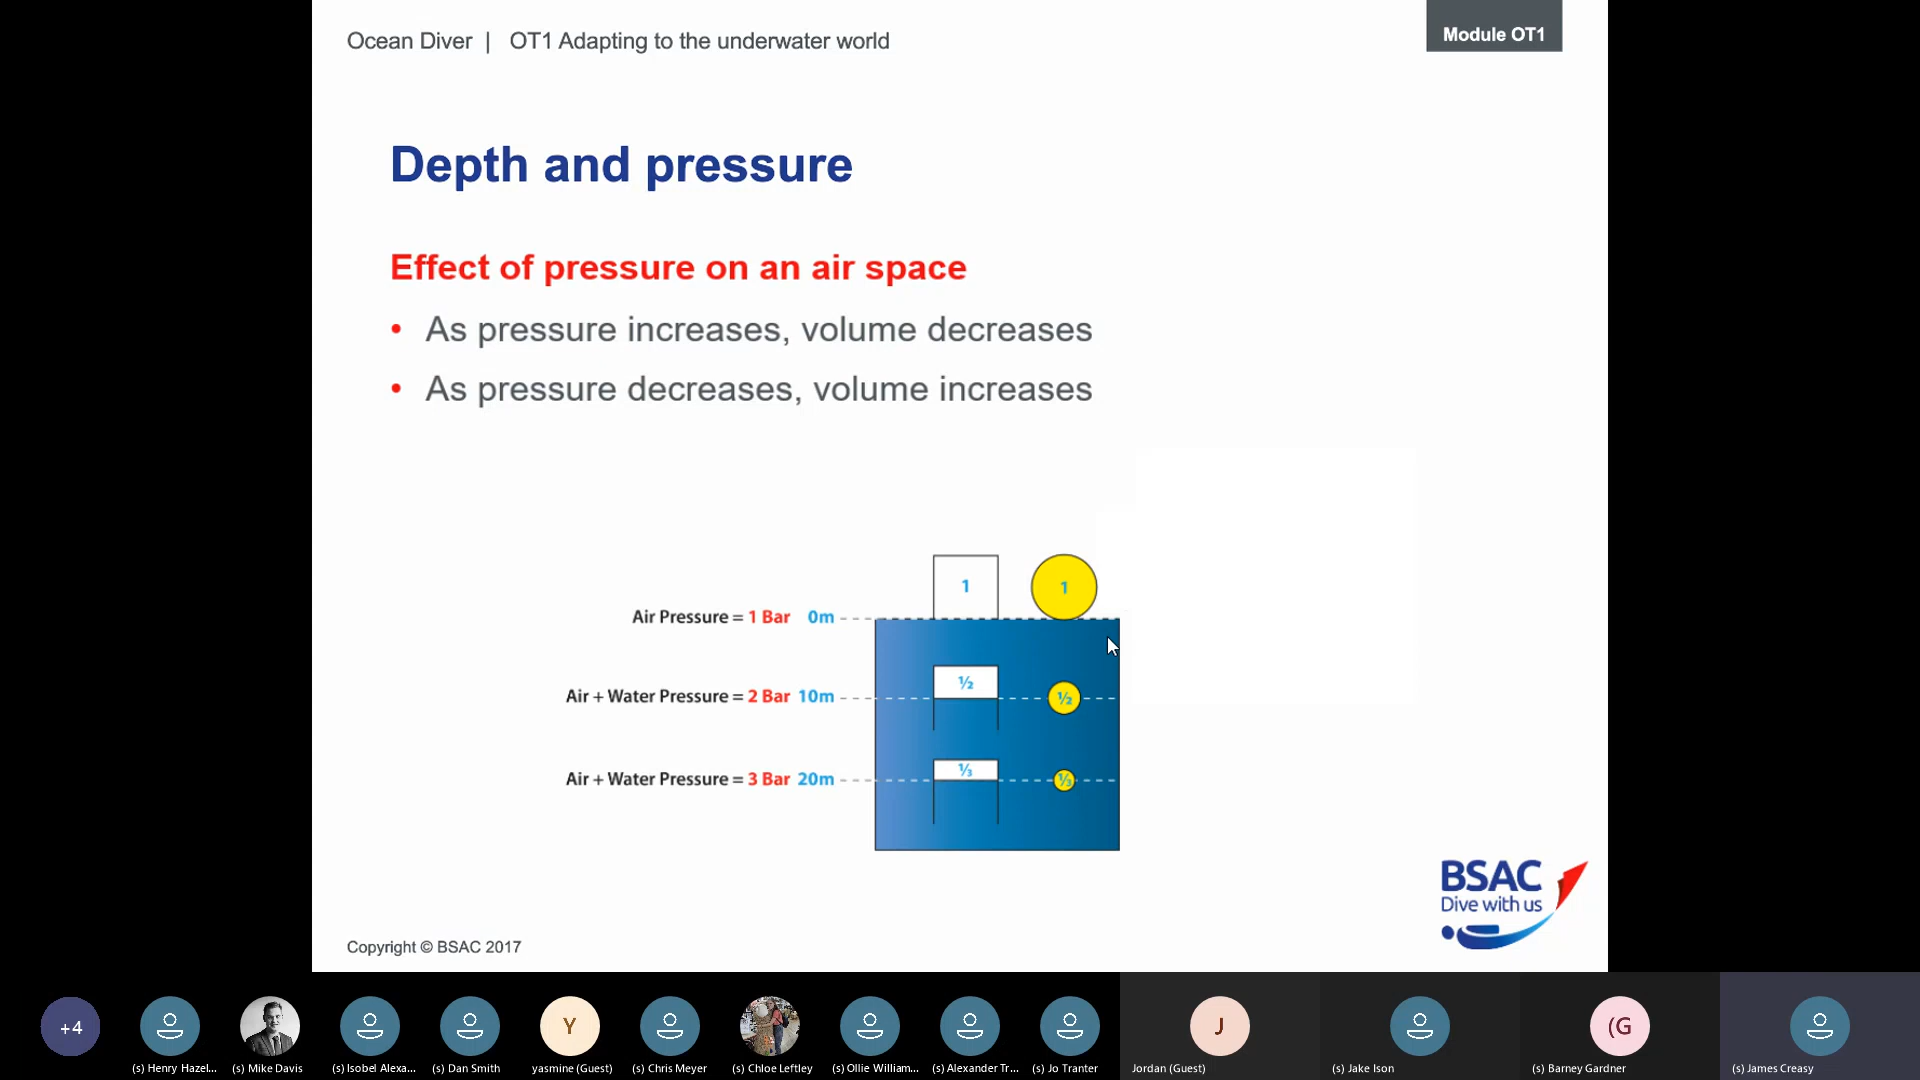 Ocean Diver | OT1 Adapting to the underwater world
Module OT1
Depth and pressure
Effect of pressure on an air space
• As pressure increases, volume decreases
• As pressure decreases, volume increases
1 1
Air Pressure = 1 Bar 0m
½ ½
Air + Water Pressure = 2 Bar 10m
⅓ ⅓
Air + Water Pressure = 3 Bar 20m
BSAC
Dive with us
Copyright © BSAC 2017
+4 Y J (G
(s) Henry Hazel... (s) Mike Davis (s) Isobel Alexa... (s) Dan Smith yasmine (Guest) (s) Chris Meyer (s) Chloe Leftley (s) Ollie William... (s) Alexander Tr... (s) Jo Tranter Jordan (Guest) (s) Jake Ison (s) Barney Gardner (s) James Creasy